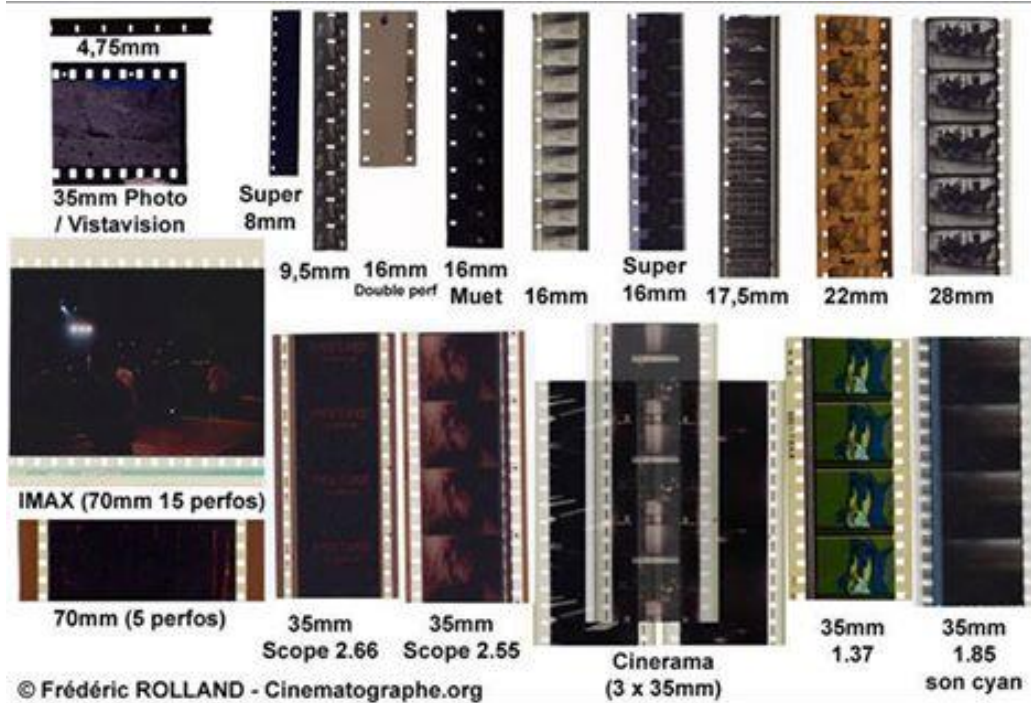 4,75mm
35mm Photo
/ Vistavision
Super
8mm
9,5mm
16mm
Double perf
16mm
Muet
16mm
Super
16mm
17,5mm
22mm
28mm
IMAX (70mm 15 perfos)
70mm (5 perfos)
35mm
Scope 2.66
35mm
Scope 2.55
Cinerama
(3 x 35mm)
35mm
1.37
35mm
1.85
son cyan
© Frédéric ROLLAND - Cinematographe.org